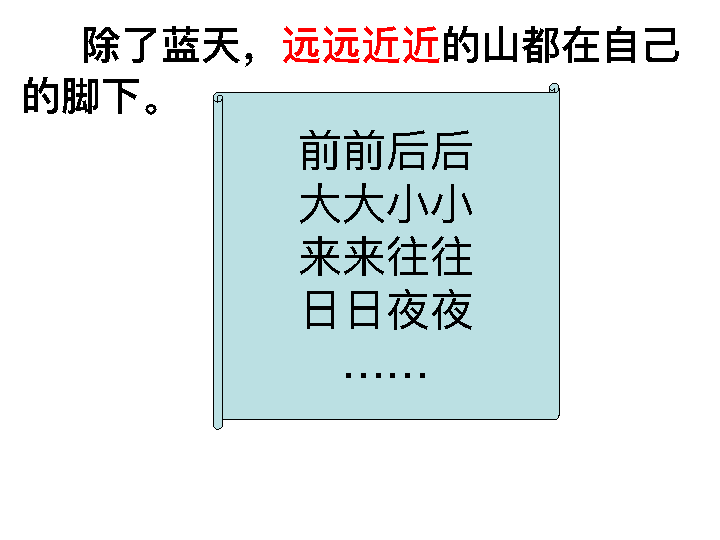 除了蓝天，远远近近的山都在自己
的脚下。
前前后后
大大小小
来来往往
日日夜夜
……